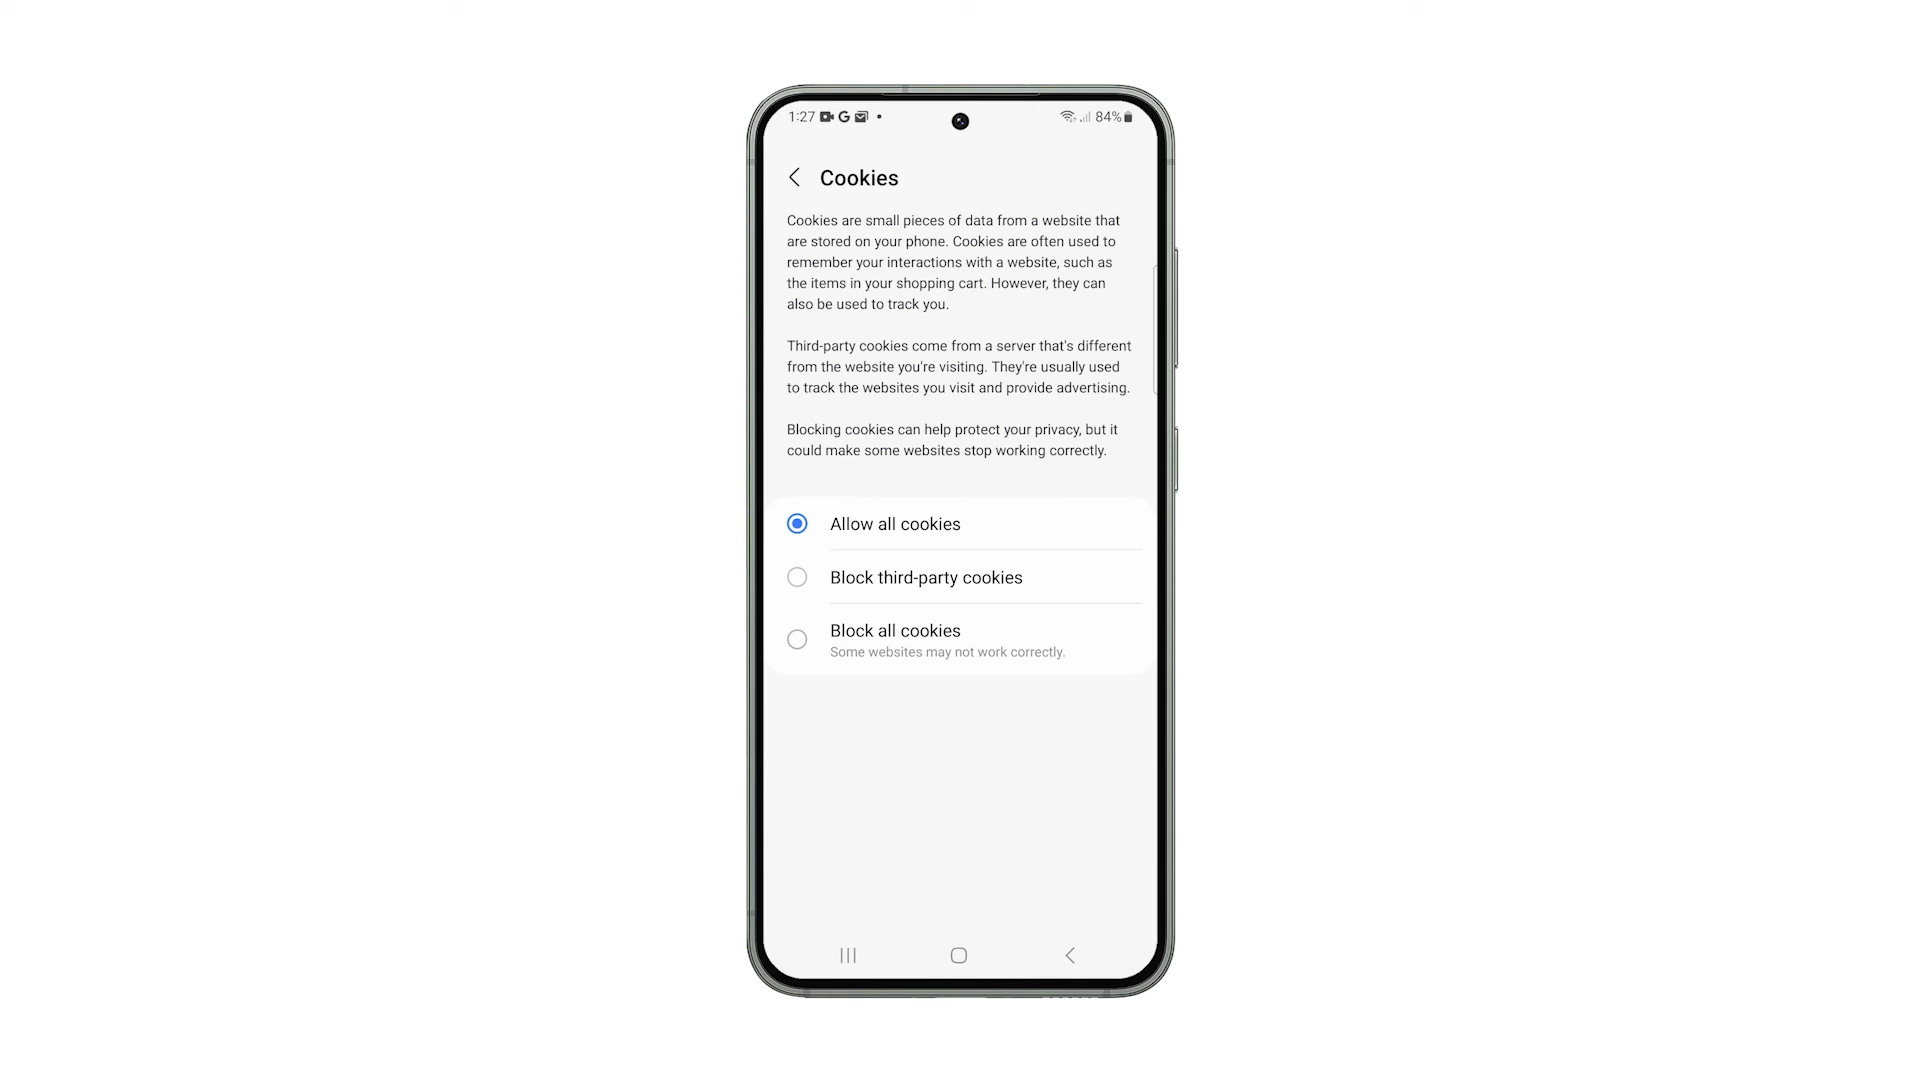 1:27 G 84%
Cookies
Cookies are small pieces of data from a website that
are stored on your phone. Cookies are often used to
remember your interactions with a website, such as
the items in your shopping cart. However, they can
also be used to track you.
Third-party cookies come from a server that's different
from the website you're visiting. They're usually used
to track the websites you visit and provide advertising.
Blocking cookies can help protect your privacy, but it
could make some websites stop working correctly.
Allow all cookies
Block third-party cookies
Block all cookies
Some websites may not work correctly.